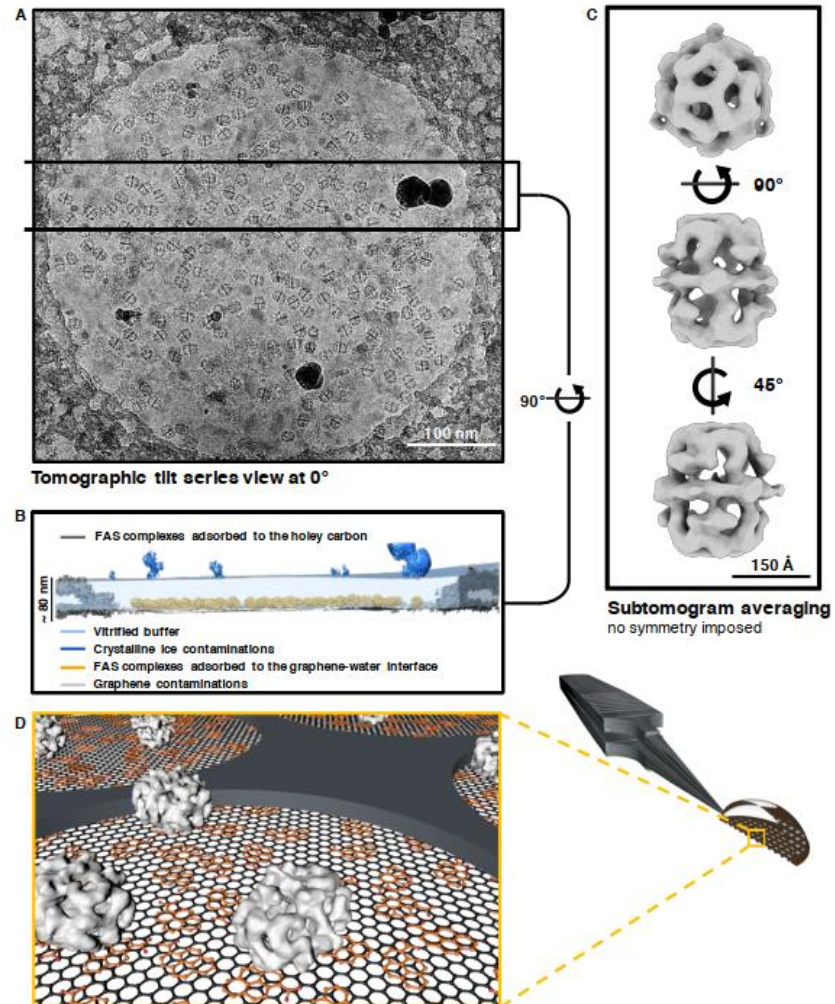 A
100 nm
Tomographic tilt series view at 0°
90°
B
FAS complexes adsorbed to the holey carbon
~ 80 nm
Vitrified buffer
Crystalline ice contaminations
FAS complexes adsorbed to the graphene-water interface
Graphene contaminations
C
90°
45°
150 Å
Subtomogram averaging
no symmetry imposed
D